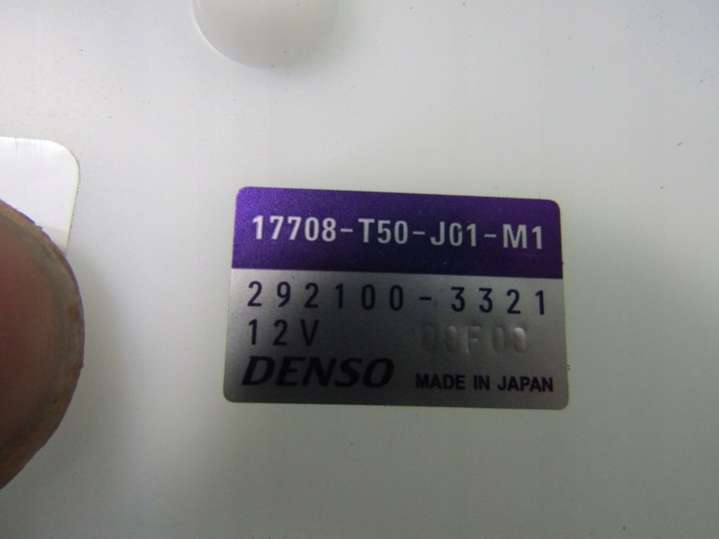 17708-T50-J01-M1
292100-3321
12V
DENSO MADE IN JAPAN